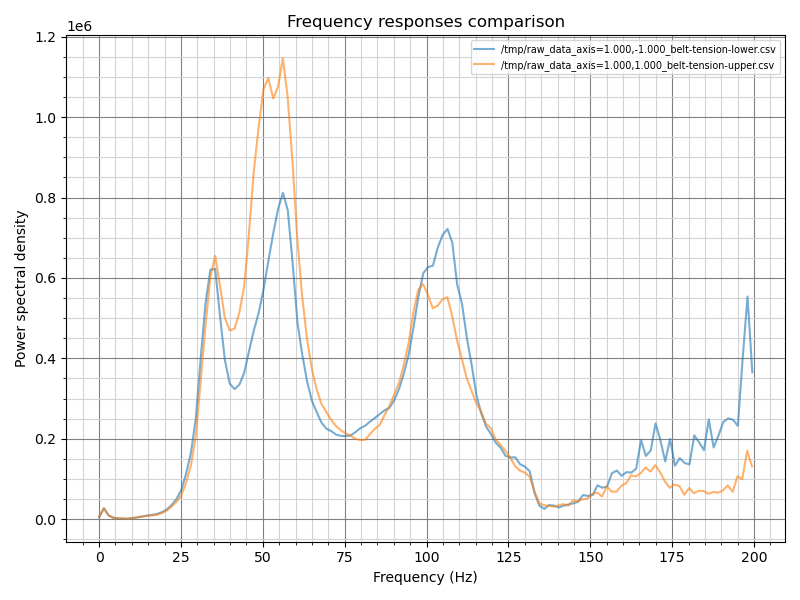 Frequency responses comparison
1e6
/tmp/raw_data_axis=1.000,-1.000_belt-tension-lower.csv
/tmp/raw_data_axis=1.000,1.000_belt-tension-upper.csv
1.2
1.0
0.8
0.6
0.4
0.2
0.0
Power spectral density
0 25 50 75 100 125 150 175 200
Frequency (Hz)